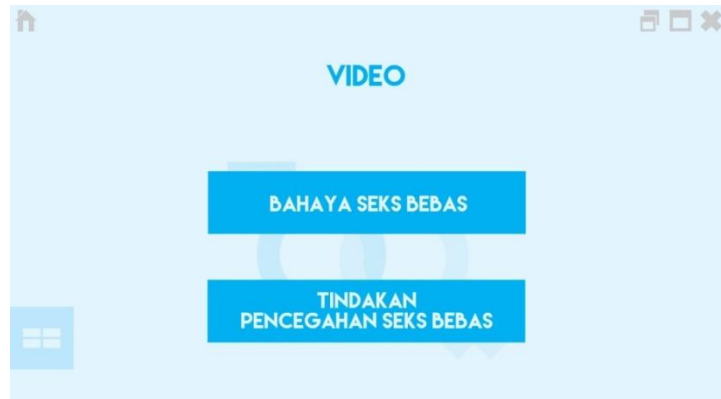 VIDEO
BAHAYA SEKS BEBAS
TINDAKAN
PENCEGAHAN SEKS BEBAS